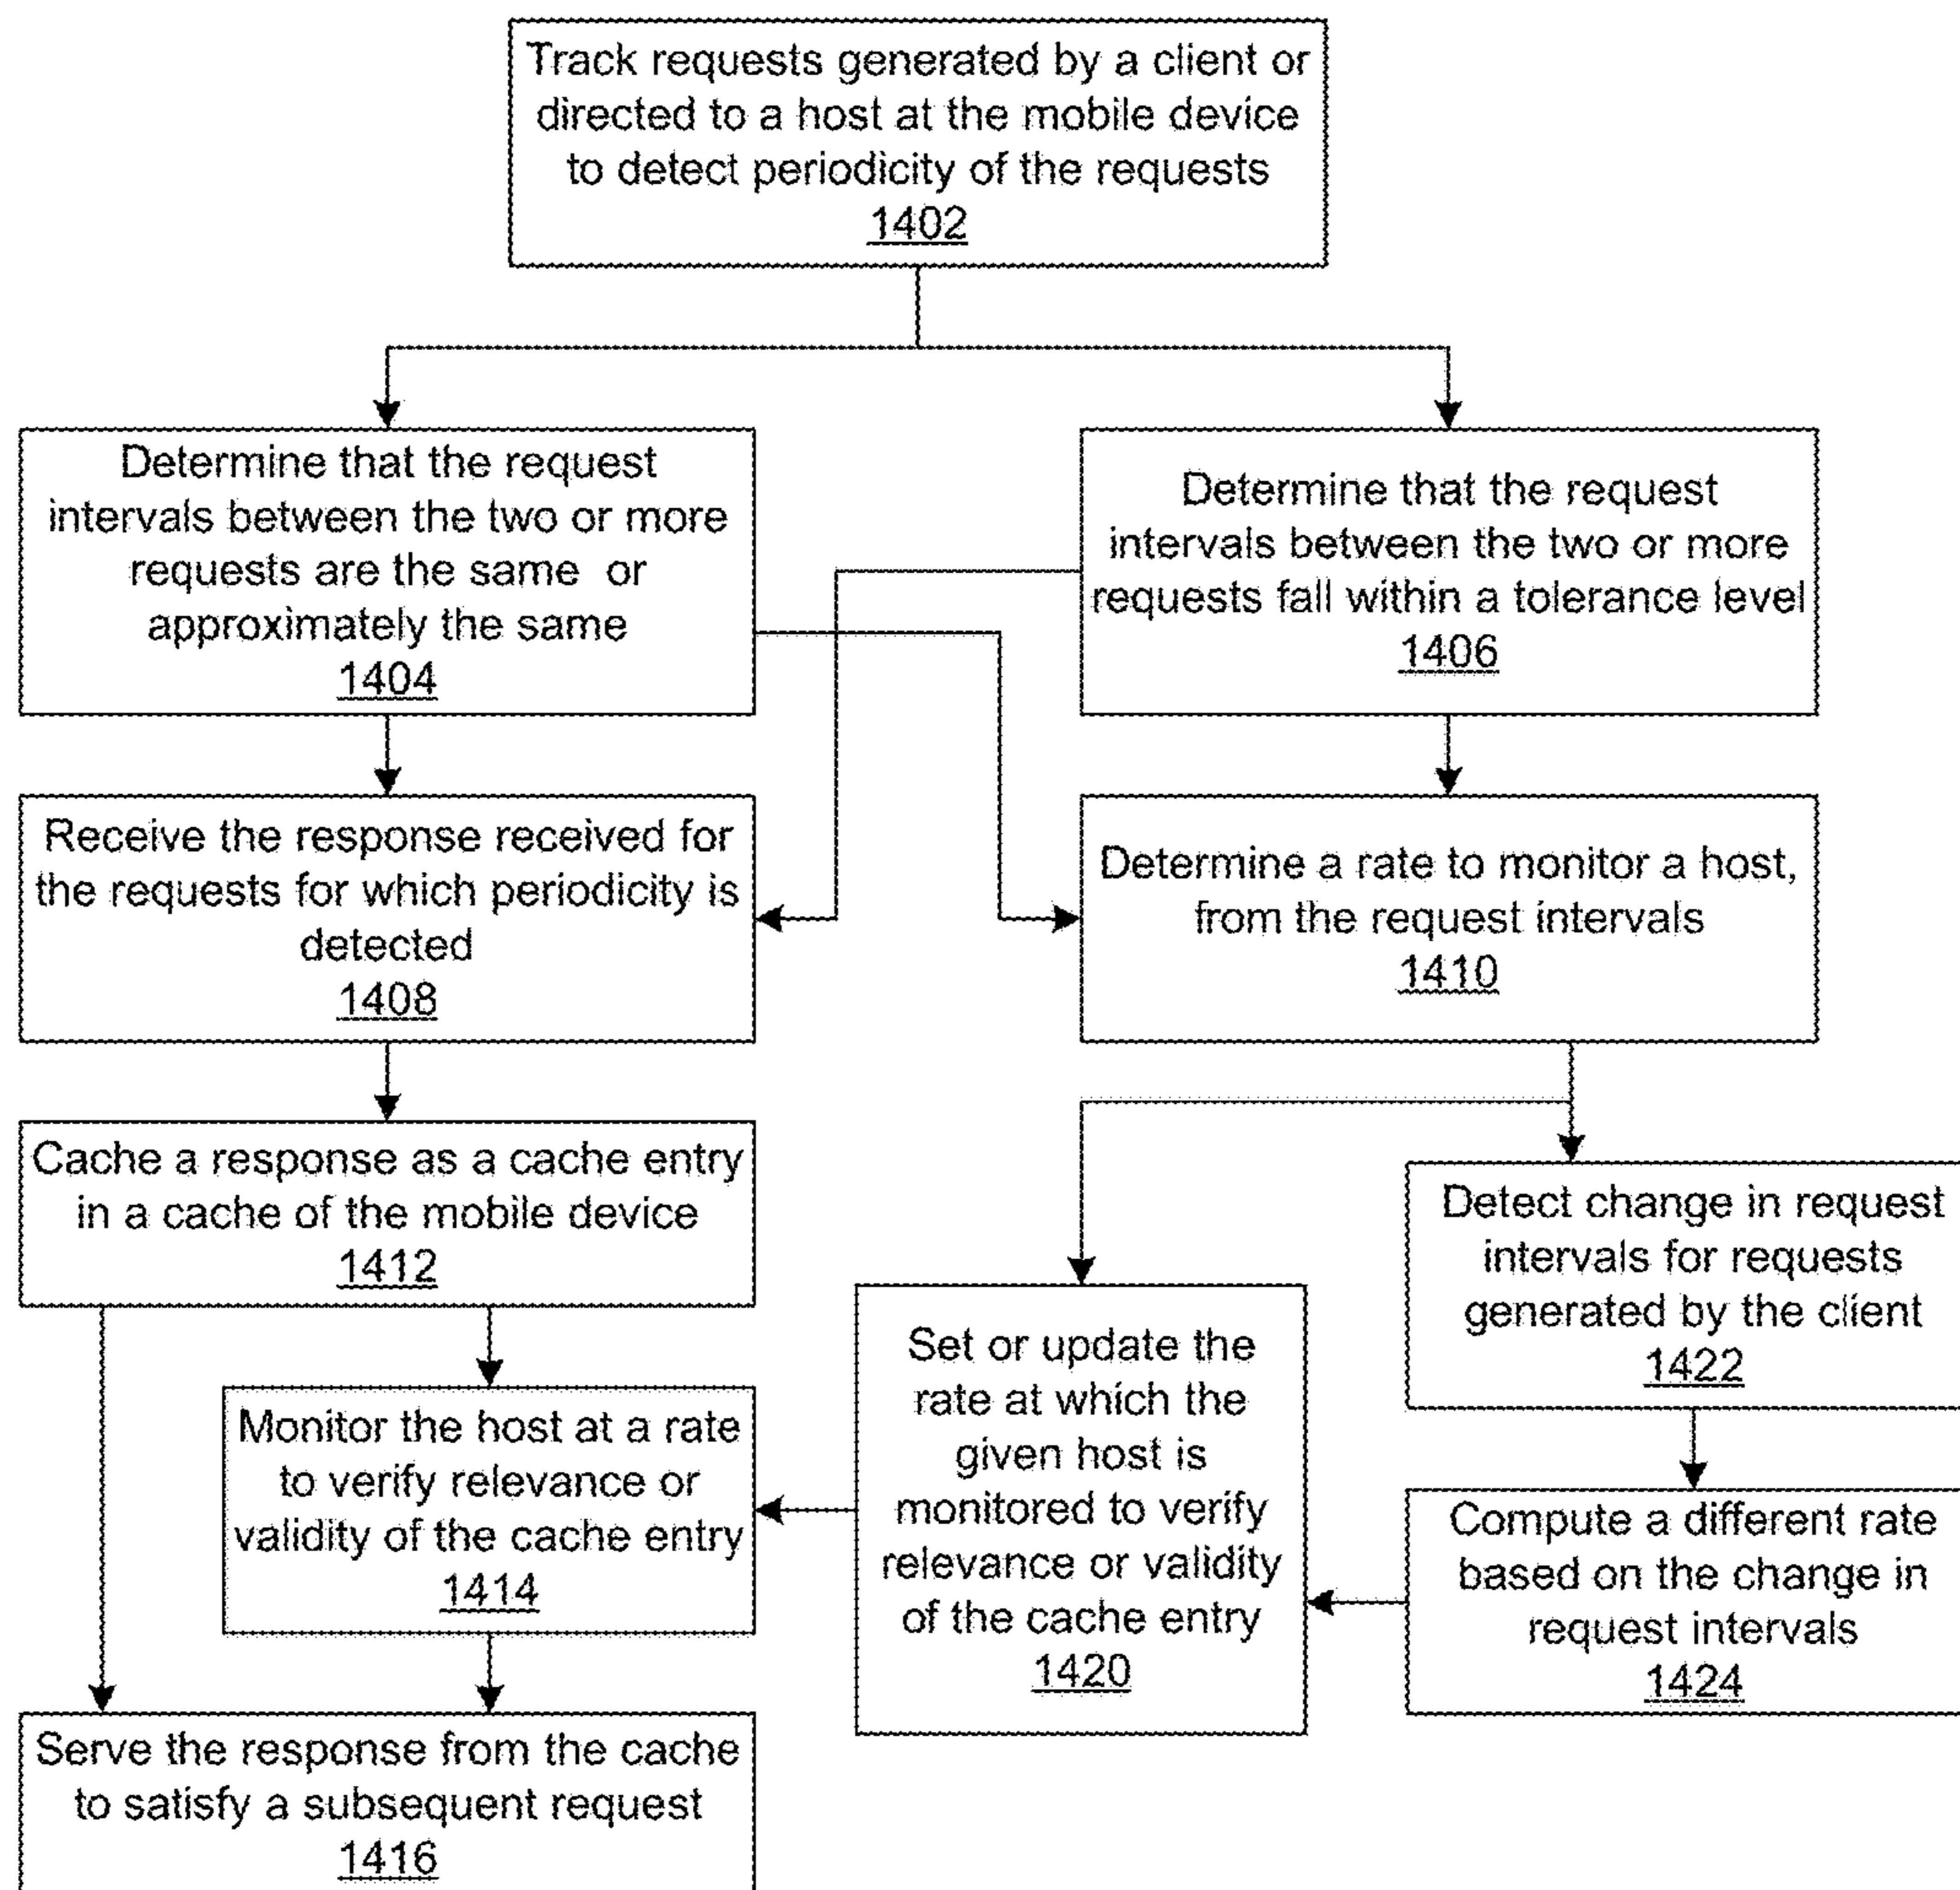 Track requests generated by a client or
directed to a host at the mobile device
to detect periodicity of the requests
1402
Determine that the request
intervals between the two or more
requests are the same or
approximately the same
1404
Determine that the request
intervals between the two or more
requests fall within a tolerance level
1406
Receive the response received for
the requests for which periodicity is
detected
1408
Determine a rate to monitor a host,
from the request intervals
1410
Cache a response as a cache entry
in a cache of the mobile device
1412
Detect change in request
intervals for requests
generated by the client
1422
Set or update the
rate at which the
given host is
monitored to verify
relevance or validity
of the cache entry
1420
Monitor the host at a rate
to verify relevance or
validity of the cache entry
1414
Compute a different rate
based on the change in
request intervals
1424
Serve the response from the cache
to satisfy a subsequent request
1416